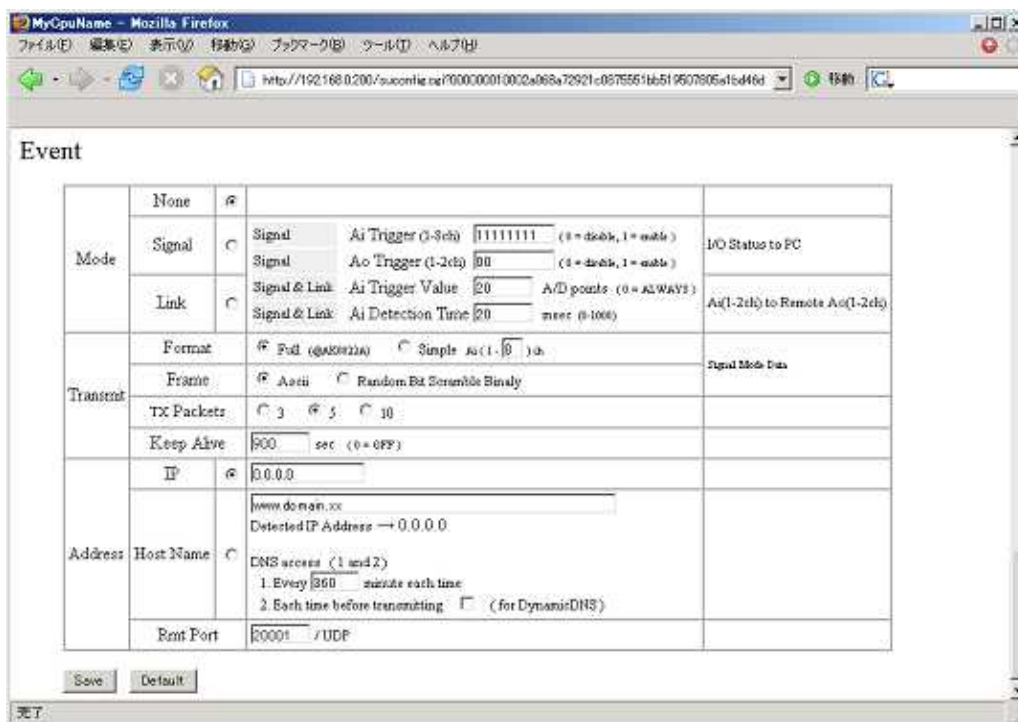 MyCpuName - Mozilla Firefox
ファイル(F) 編集(E) 表示(V) 移動(G) ブックマーク(B) ツール(T) ヘルプ(H)
移動
Event
Mode
None
Signal
Signal Ai Trigger (1-8ch) 11111111 ( 0 = disable, 1 = enable )
Signal Ao Trigger (1-2ch) 00 ( 0 = disable, 1 = enable )
I/O Status to PC
Link
Signal & Link Ai Trigger Value 20 A/D points ( 0 = ALWAYS )
Signal & Link Ai Detection Time 20 msec (0-1000)
Ai(1-2ch) to Remote Ao(1-2ch)
Transmt
Format Full Simple Ai ( 1 - 8 ) ch
Signal Mode Data
Frame Ascii Random Bit Scramble Binaly
TX Packets 3 5 10
Keep Alive 900 sec ( 0 = OFF )
Address
IP 0.0.0.0
Host Name
www.domain.xx
Detected IP Address → 0.0.0.0
DNS access ( 1 and 2 )
1. Every 360 minute each time
2. Each time before transmitting ( for DynamicDNS )
Rmt Port 20001 / UDP
Save Default
完了